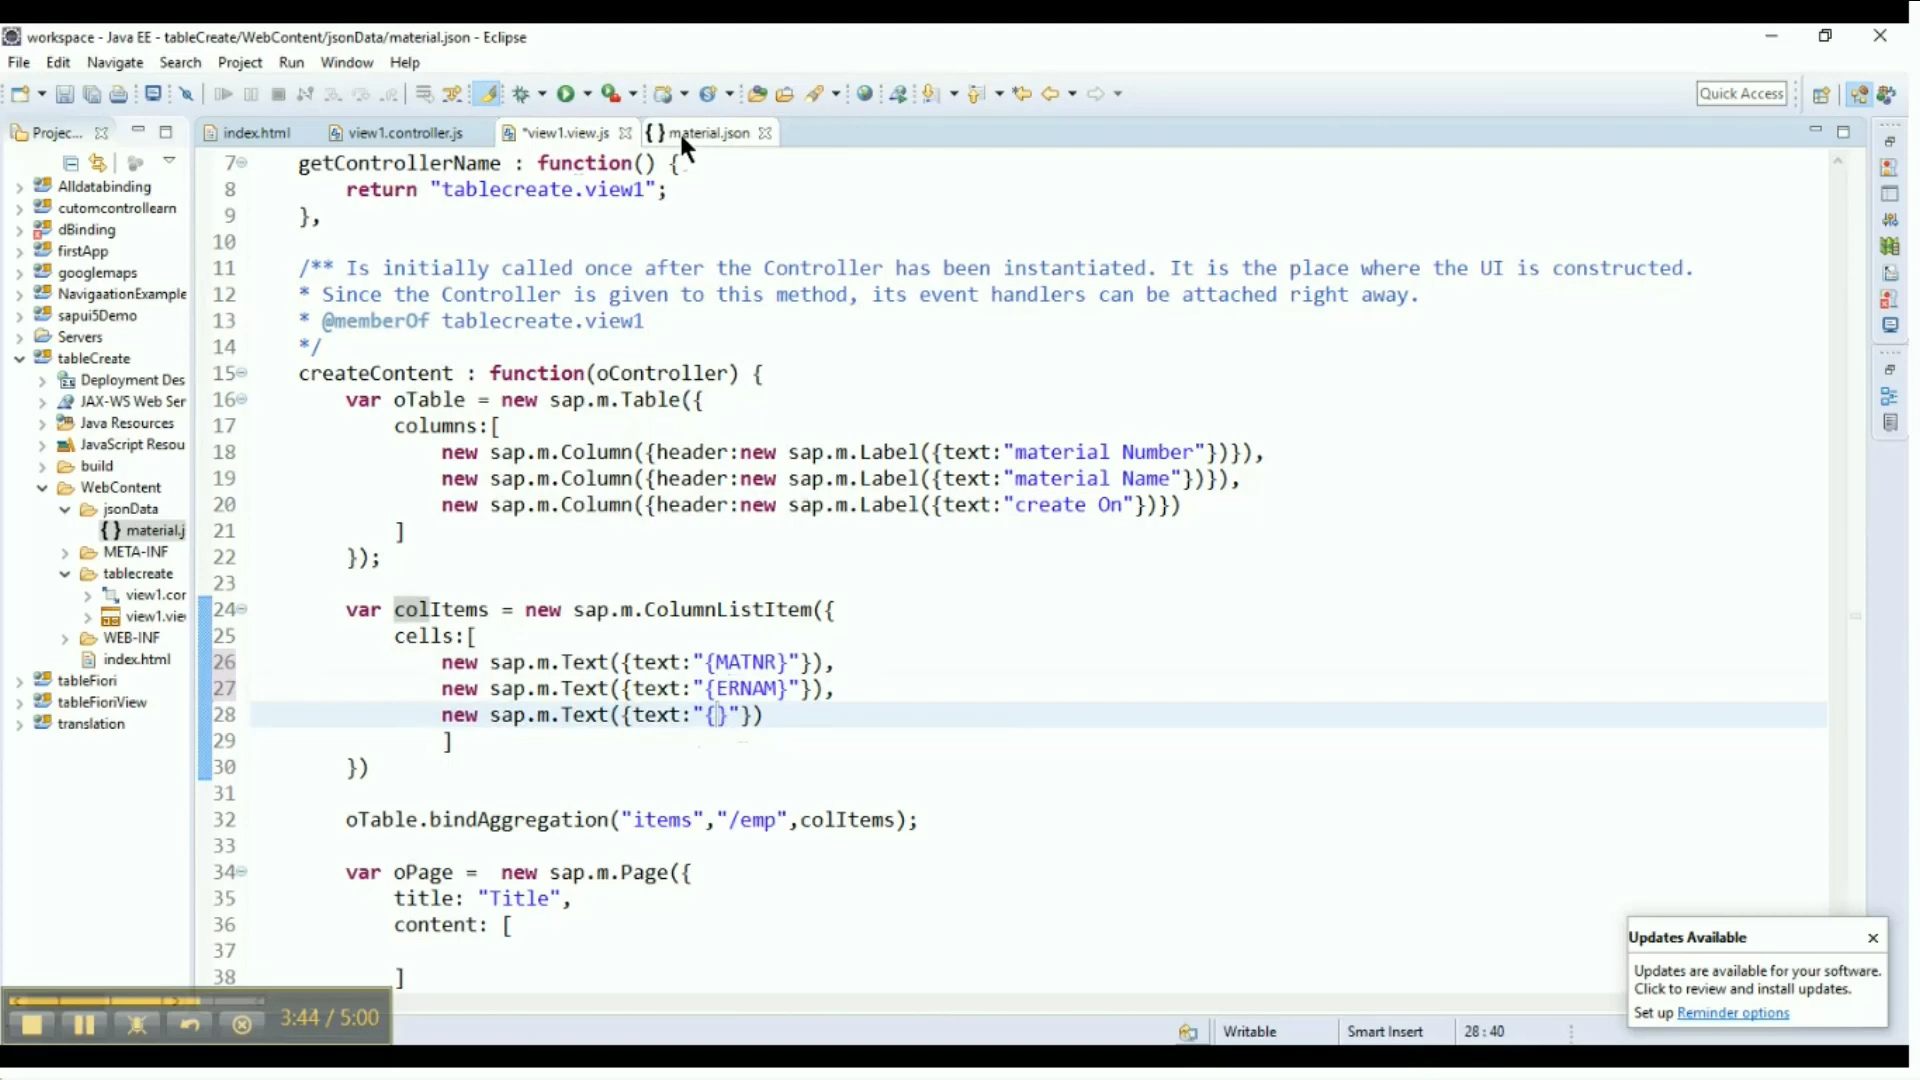 workspace - Java EE - tableCreate/WebContent/jsonData/material.json - Eclipse
File Edit Navigate Search Project Run Window Help
Quick Access
Projec...
index.html
view1.controller.js
*view1.view.js
{ } material.json
Alldatabinding
cutomcontrollearn
dBinding
firstApp
googlemaps
NavigaationExample
sapui5Demo
Servers
tableCreate
Deployment Des
JAX-WS Web Ser
Java Resources
JavaScript Resou
build
WebContent
jsonData
{ } material.j
META-INF
tablecreate
view1.cor
view1.vie
WEB-INF
index.html
tableFiori
tableFioriView
translation
7 getControllerName : function() {
8 return "tablecreate.view1";
9 },
10
11 /** Is initially called once after the Controller has been instantiated. It is the place where the UI is constructed.
12 * Since the Controller is given to this method, its event handlers can be attached right away.
13 * @memberOf tablecreate.view1
14 */
15 createContent : function(oController) {
16 var oTable = new sap.m.Table({
17 columns:[
18 new sap.m.Column({header:new sap.m.Label({text:"material Number"})}),
19 new sap.m.Column({header:new sap.m.Label({text:"material Name"})}),
20 new sap.m.Column({header:new sap.m.Label({text:"create On"})})
21 ]
22 });
23
24 var colItems = new sap.m.ColumnListItem({
25 cells:[
26 new sap.m.Text({text:"{MATNR}"}),
27 new sap.m.Text({text:"{ERNAM}"}),
28 new sap.m.Text({text:"{}"})
29 ]
30 })
31
32 oTable.bindAggregation("items","/emp",colItems);
33
34 var oPage = new sap.m.Page({
35 title: "Title",
36 content: [
37
38 ]
Updates Available
Updates are available for your software.
Click to review and install updates.
Set up Reminder options
3:44 / 5:00
Writable
Smart Insert
28 : 40